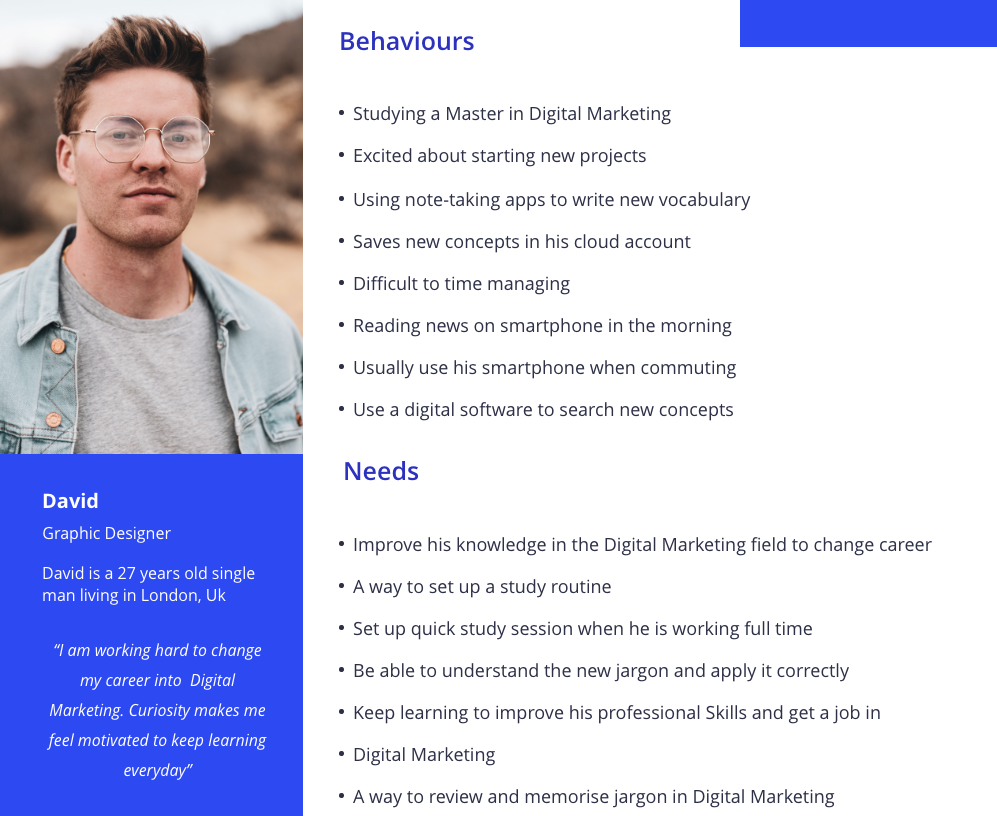 Behaviours
• Studying a Master in Digital Marketing
• Excited about starting new projects
• Using note-taking apps to write new vocabulary
• Saves new concepts in his cloud account
• Difficult to time managing
• Reading news on smartphone in the morning
• Usually use his smartphone when commuting
• Use a digital software to search new concepts
Needs
• Improve his knowledge in the Digital Marketing field to change career
• A way to set up a study routine
• Set up quick study session when he is working full time
• Be able to understand the new jargon and apply it correctly
• Keep learning to improve his professional Skills and get a job in
• Digital Marketing
• A way to review and memorise jargon in Digital Marketing
David
Graphic Designer
David is a 27 years old single
man living in London, Uk
“I am working hard to change
my career into  Digital
Marketing. Curiosity makes me
feel motivated to keep learning
everyday”